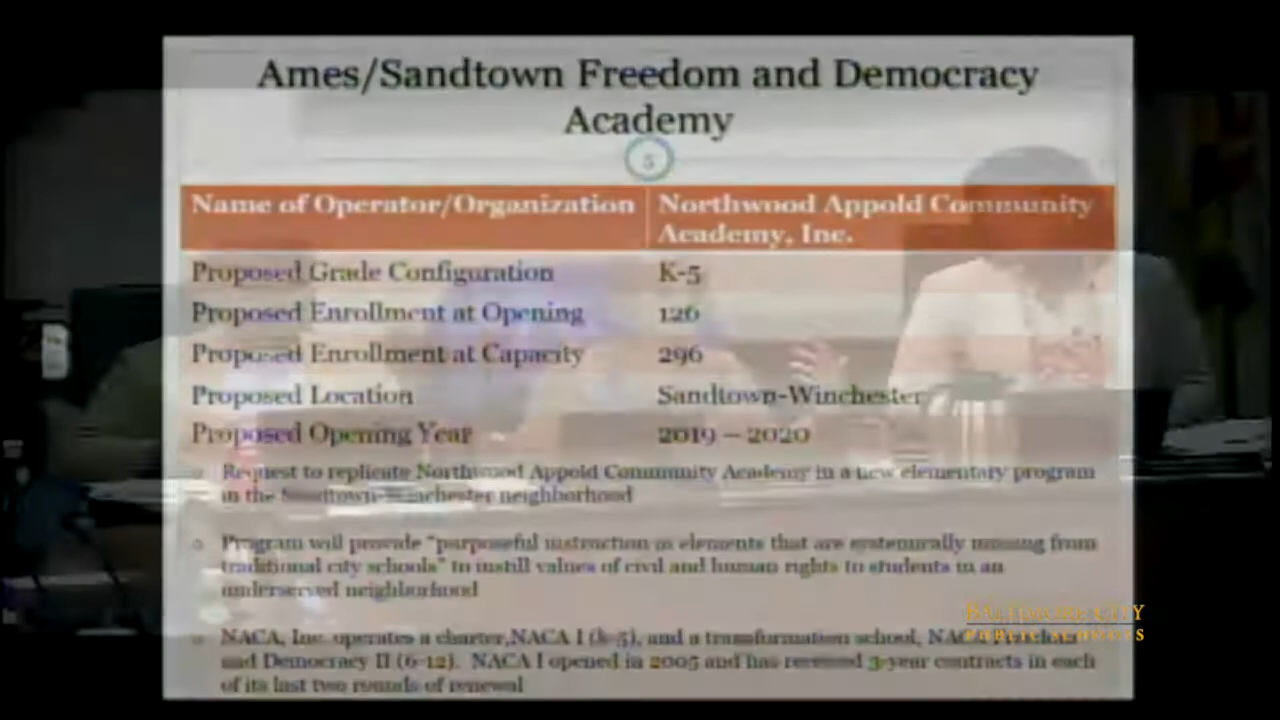 Ames/Sandtown Freedom and Democracy
Academy
5
Name of Operator/Organization
Northwood Appold Community
Academy, Inc.
Proposed Grade Configuration
K-5
Proposed Enrollment at Opening
126
Proposed Enrollment at Capacity
296
Proposed Location
Sandtown-Winchester
Proposed Opening Year
2019 – 2020
Request to replicate Northwood Appold Community Academy in a new elementary program
in the Sandtown-Winchester neighborhood
Program will provide "purposeful instruction in elements that are systemically missing from
traditional city schools" to instill values of civil and human rights to students in an
underserved neighborhood
NACA, Inc. operates a charter, NACA I (k-5), and a transformation school, NACA Freedom
and Democracy II (6-12). NACA I opened in 2005 and has received 3-year contracts in each
of its last two rounds of renewal
BALTIMORE CITY
PUBLIC SCHOOLS